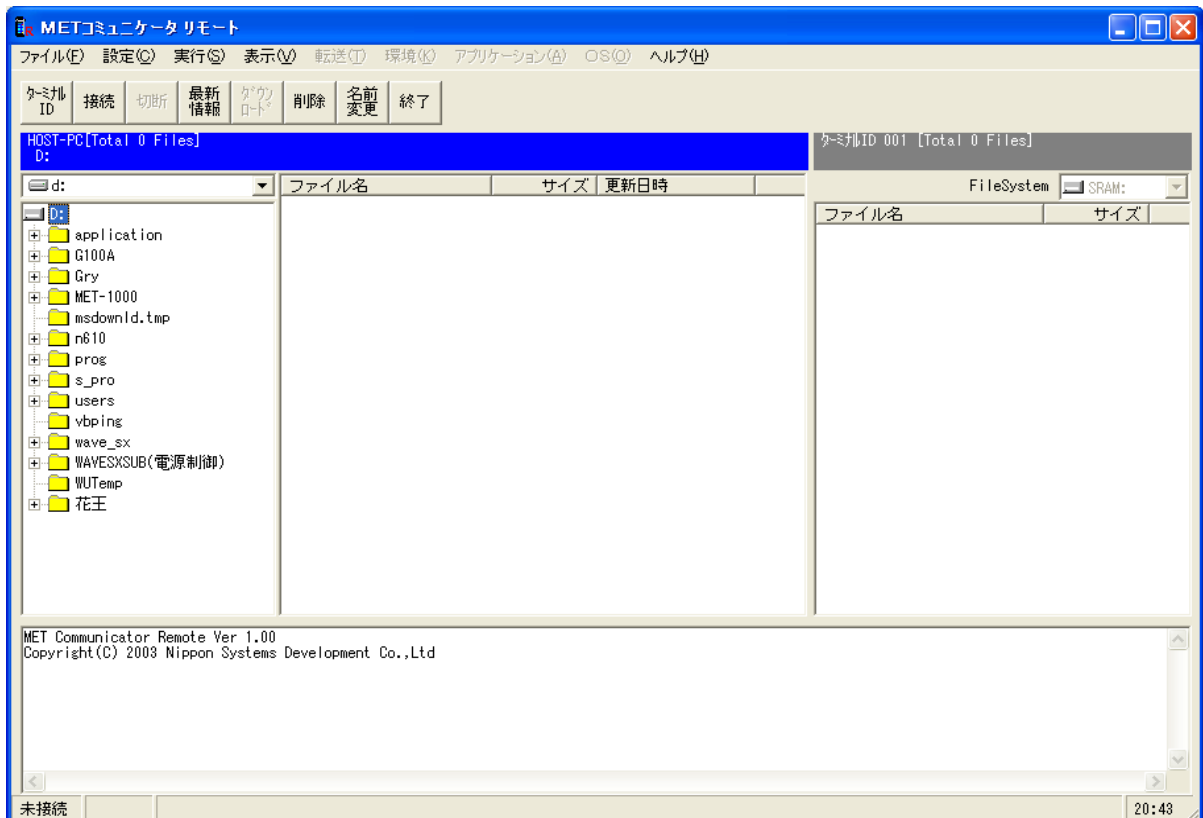 METコミュニケータ リモート
ファイル(F) 設定(C) 実行(S) 表示(V) 転送(T) 環境(K) アプリケーション(A) OS(O) ヘルプ(H)
ﾀｰﾐﾅﾙ ID 接続 切断 最新情報 ﾀﾞｳﾝﾛｰﾄﾞ 削除 名前変更 終了
HOST-PC[Total 0 Files]
D:
ﾀｰﾐﾅﾙID 001 [Total 0 Files]
d:
ファイル名 サイズ 更新日時
FileSystem SRAM:
ファイル名 サイズ
D:
application
G100A
Gry
MET-1000
msdownld.tmp
n610
prog
s_pro
users
vbping
wave_sx
WAVESXSUB(電源制御)
WUTemp
花王
MET Communicator Remote Ver 1.00
Copyright(C) 2003 Nippon Systems Development Co.,Ltd
未接続
20:43